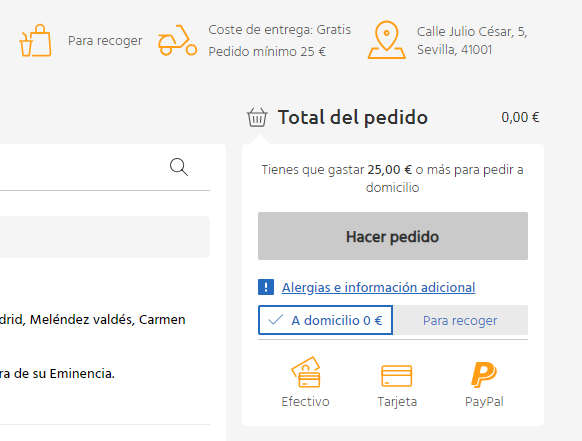 Para recoger
Coste de entrega: Gratis
Pedido mínimo 25 €
Calle Julio César, 5,
Sevilla, 41001
Total del pedido
0,00 €
Tienes que gastar 25,00 € o más para pedir a
domicilio
Hacer pedido
Alergias e información adicional
A domicilio 0 €
Para recoger
Efectivo
Tarjeta
PayPal
drid, Meléndez valdés, Carmen
ra de su Eminencia.